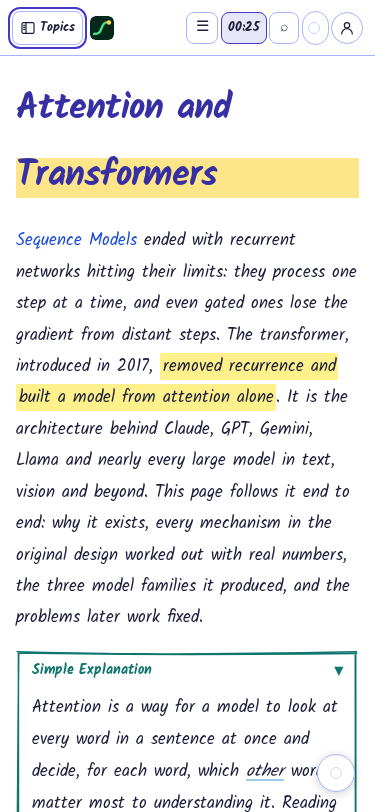 Topics
00:25
Attention and
Transformers
Sequence Models ended with recurrent
networks hitting their limits: they process one
step at a time, and even gated ones lose the
gradient from distant steps. The transformer,
introduced in 2017, removed recurrence and
built a model from attention alone. It is the
architecture behind Claude, GPT, Gemini,
Llama and nearly every large model in text,
vision and beyond. This page follows it end to
end: why it exists, every mechanism in the
original design worked out with real numbers,
the three model families it produced, and the
problems later work fixed.
Simple Explanation
Attention is a way for a model to look at
every word in a sentence at once and
decide, for each word, which other
matter most to understanding it. Reading